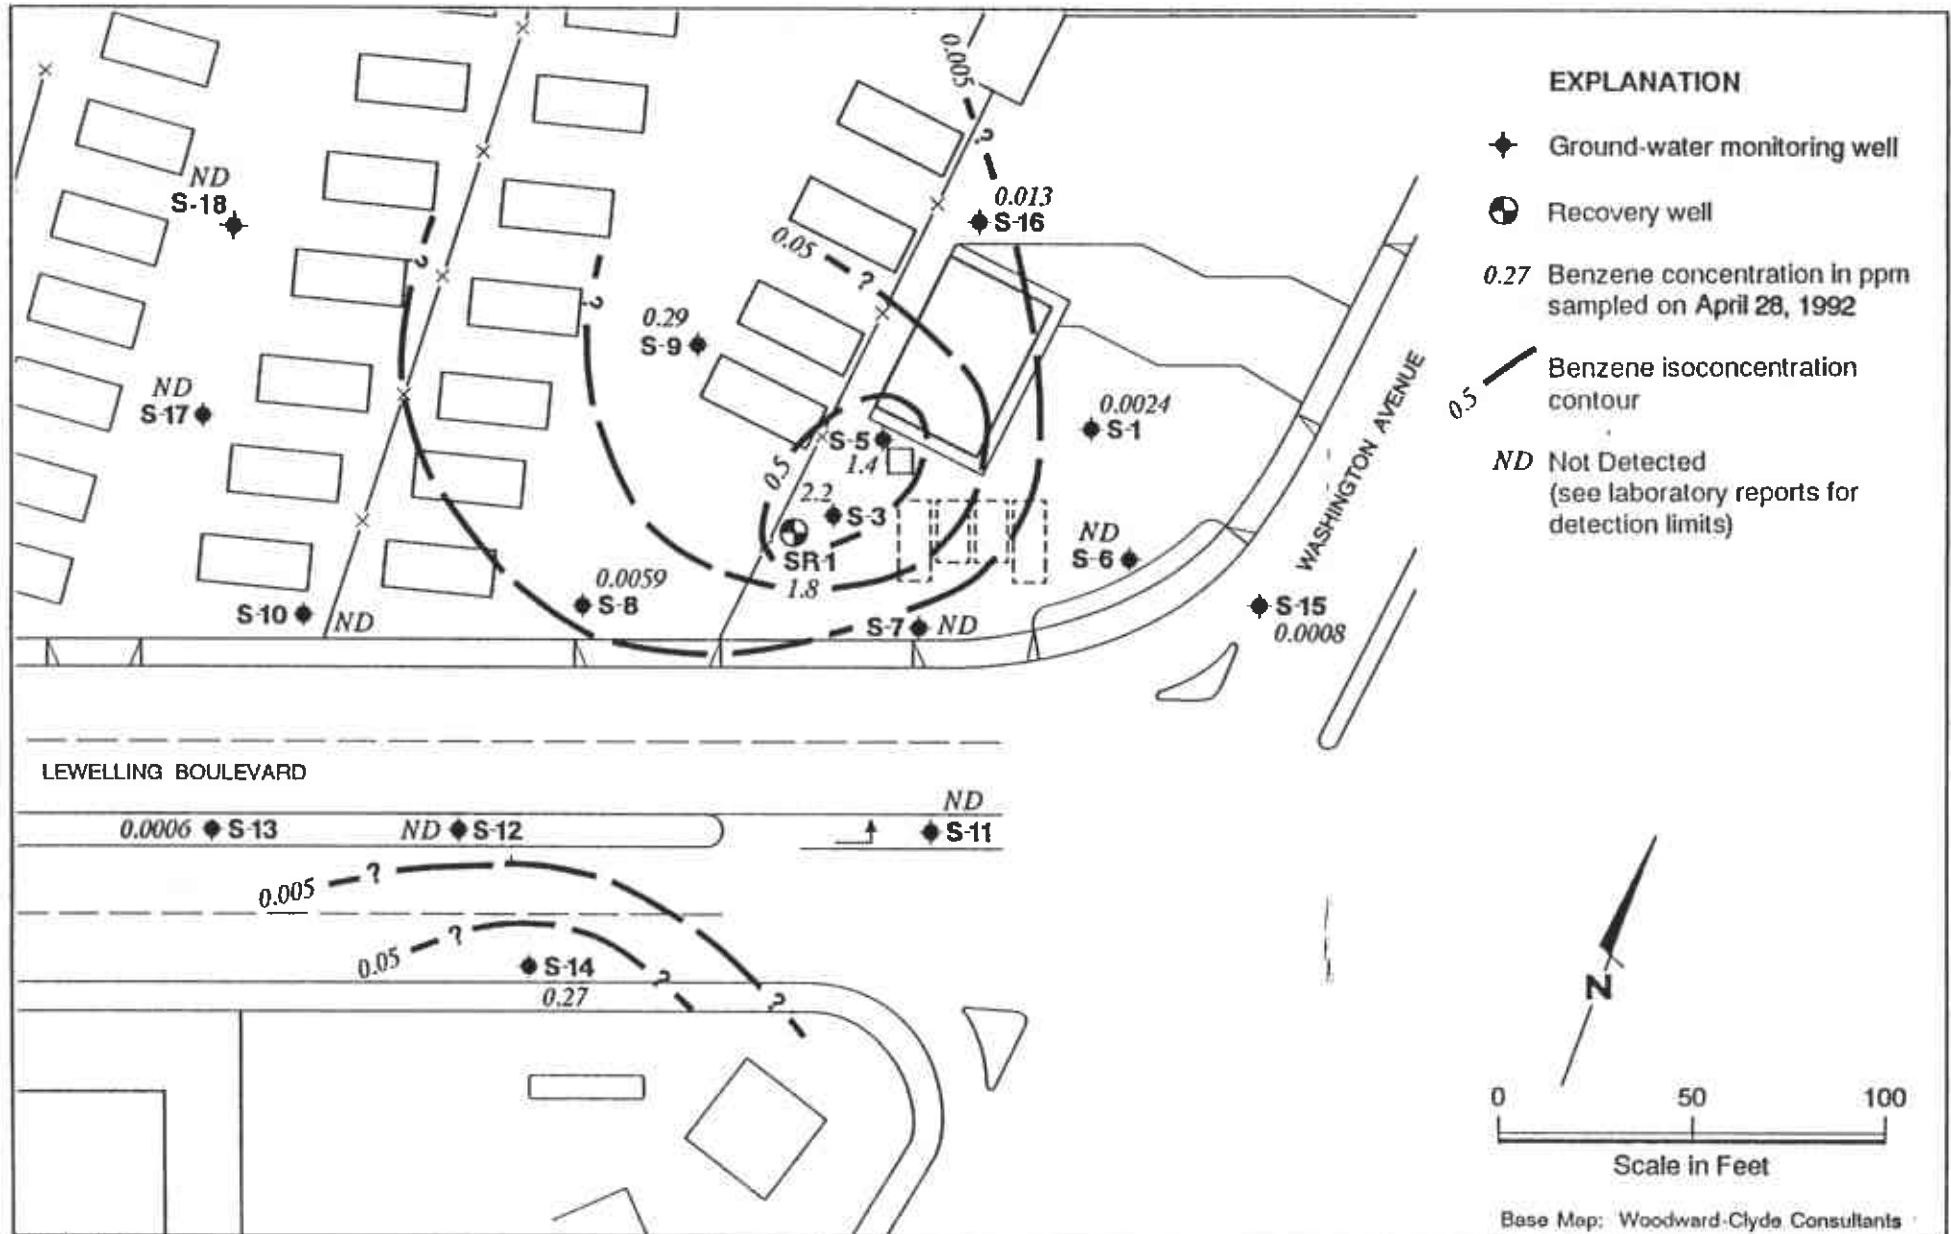 0.005
?
EXPLANATION
Ground-water monitoring well
ND
S-18
0.013
S-16
Recovery well
0.05
?
?
?
0.27 Benzene concentration in ppm
sampled on April 28, 1992
0.29
S-9
Benzene isoconcentration
contour
0.5
ND
S-17
0.0024
S-1
WASHINGTON AVENUE
S-5
1.4
0.5
ND Not Detected
(see laboratory reports for
detection limits)
2.2
S-3
SR1
1.8
ND
S-6
0.0059
S-8
S-10
ND
S-7 ND
S-15
0.0008
LEWELLING BOULEVARD
0.0006 S-13
ND S-12
ND
S-11
0.005 ?
0.05 ?
S-14
0.27
?
?
N
0 50 100
Scale in Feet
Base Map: Woodward-Clyde Consultants